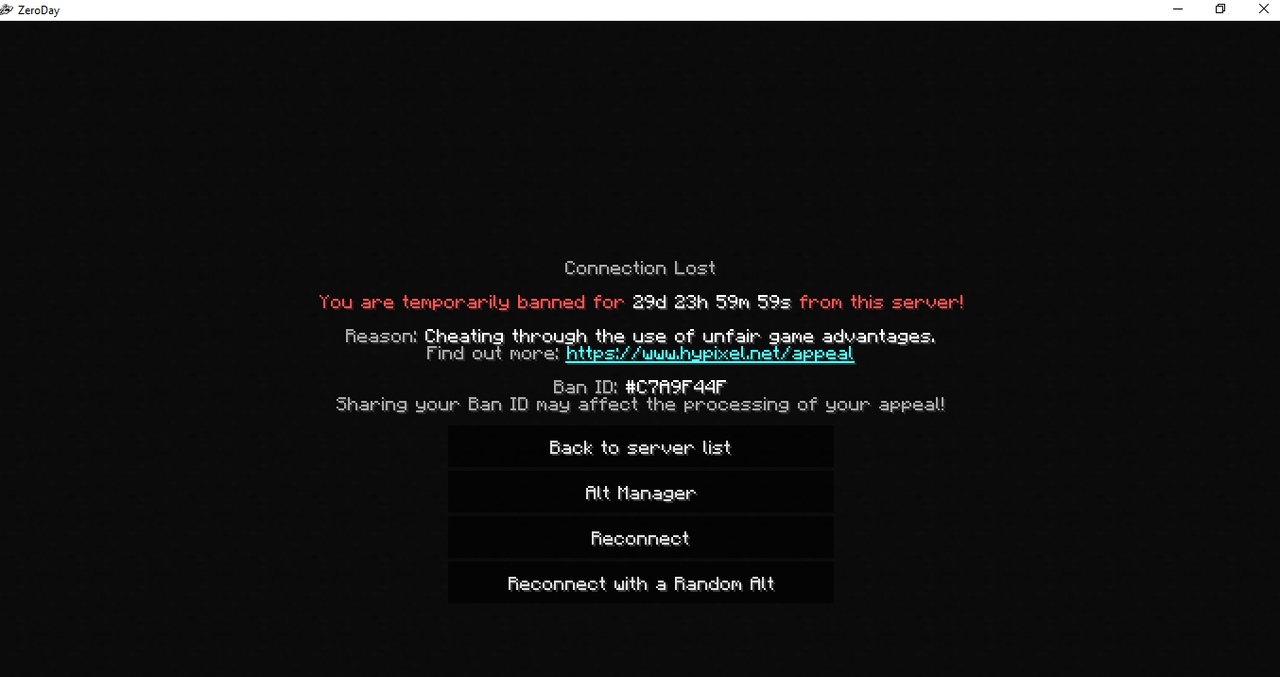 ZeroDay
Connection Lost
You are temporarily banned for 29d 23h 59m 59s from this server!
Reason: Cheating through the use of unfair game advantages.
Find out more: https://www.hypixel.net/appeal
Ban ID: #C7A9F44F
Sharing your Ban ID may affect the processing of your appeal!
Back to server list
Alt Manager
Reconnect
Reconnect with a Random Alt